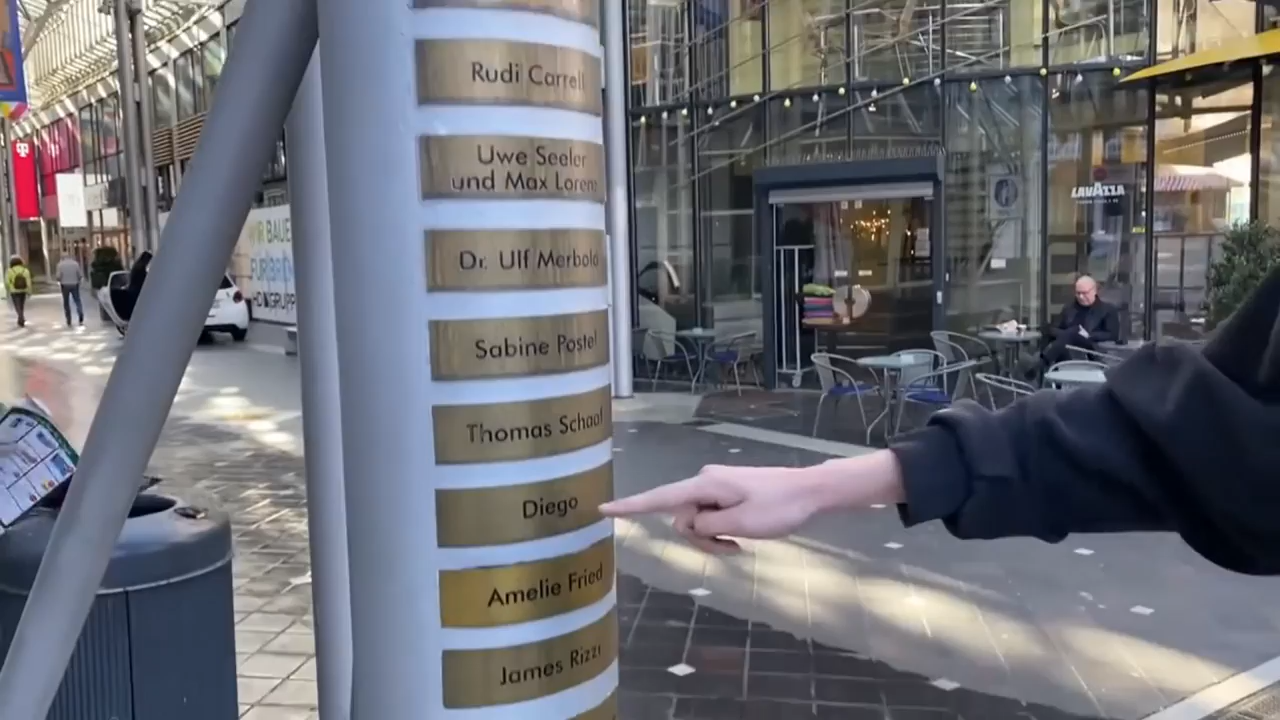 Rudi Carrell
Uwe Seeler
und Max Lorenz
Dr. Ulf Merbold
Sabine Postel
Thomas Schaaf
Diego
Amelie Fried
James Rizzi
LAVAZZA